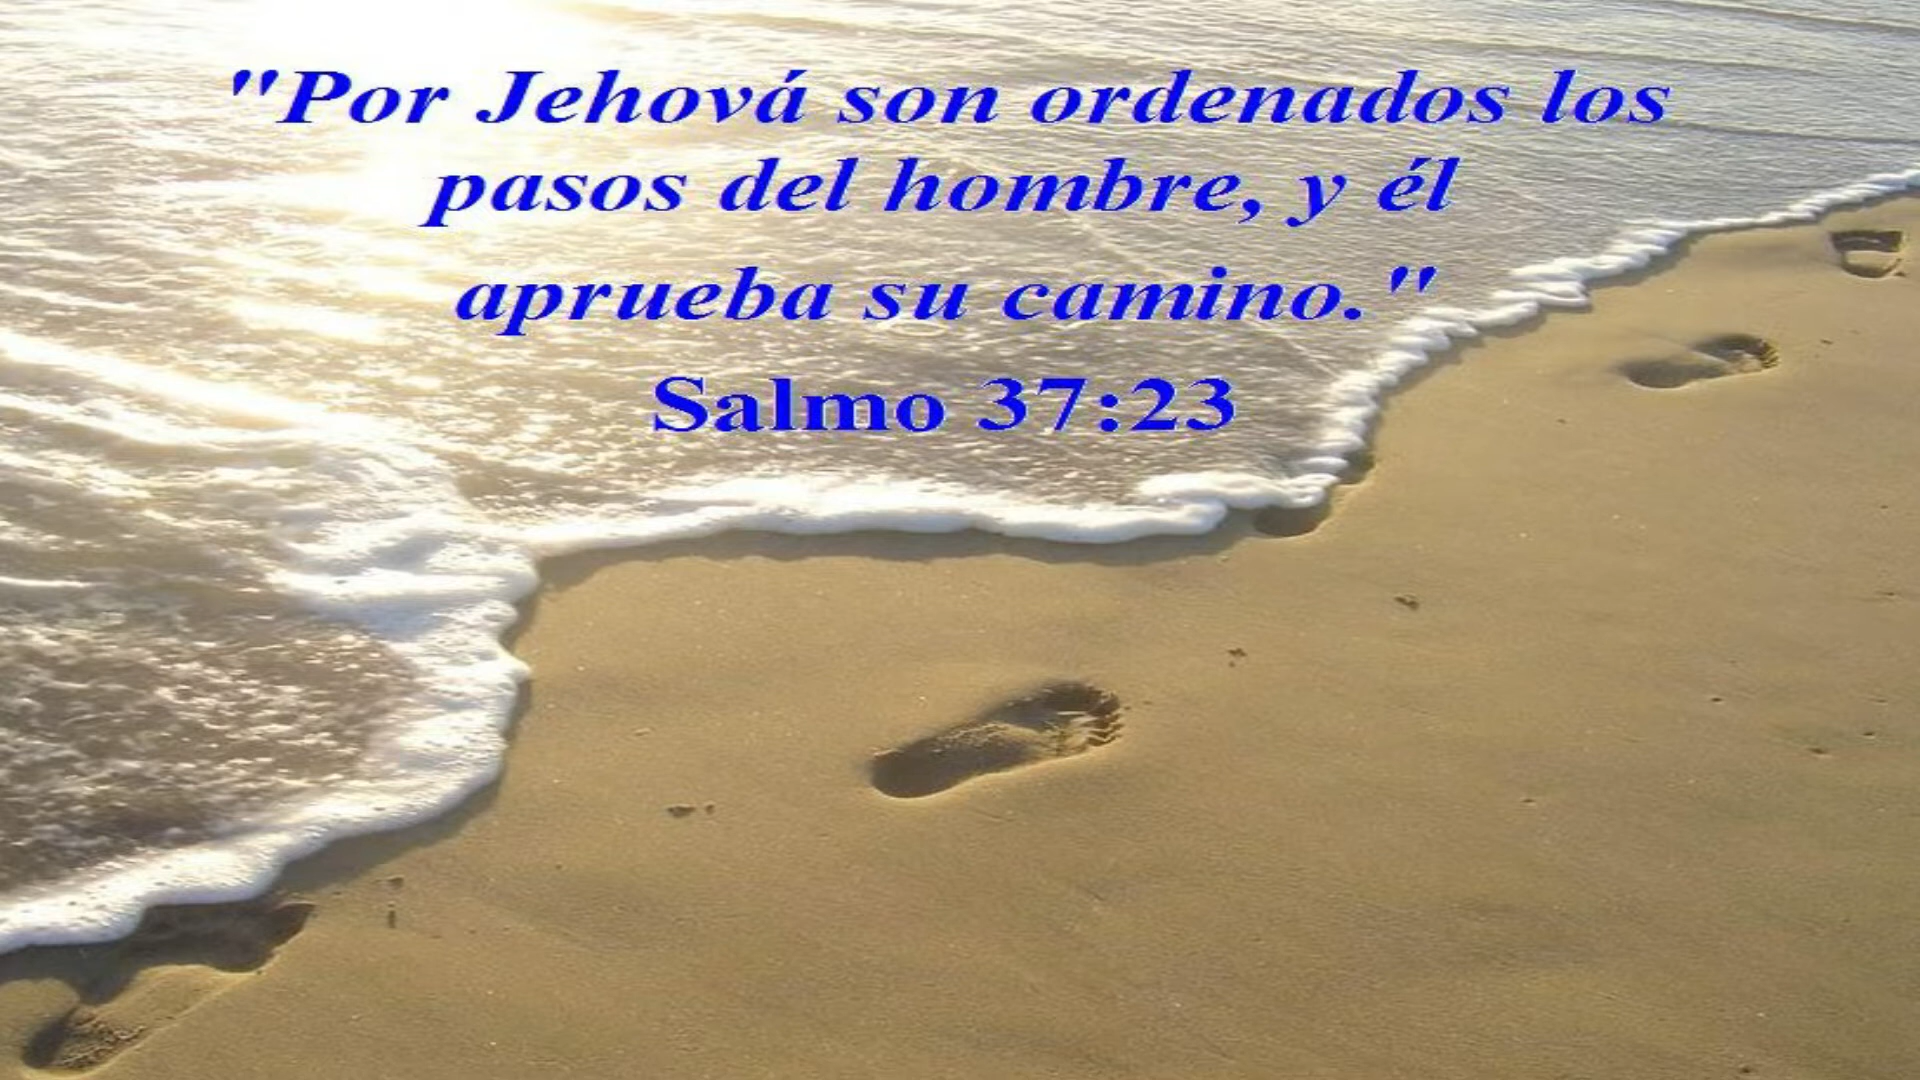 "Por Jehová son ordenados los
pasos del hombre, y él
aprueba su camino."
Salmo 37:23